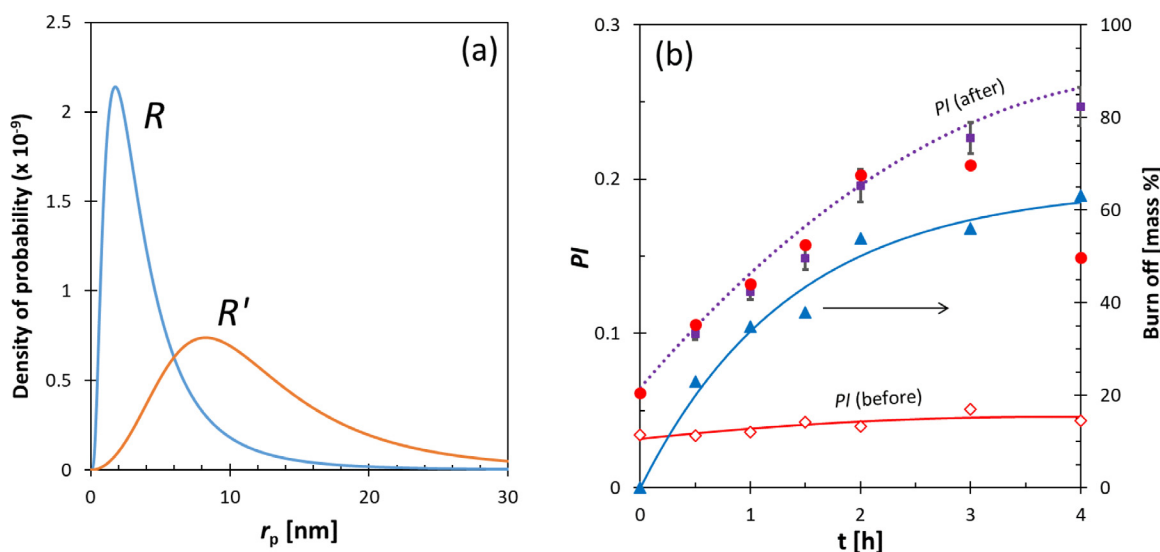 (a)
Density of probability (x 10⁻⁹)
2.5
2
1.5
1
0.5
0
R
R'
0 10 20 30
rp [nm]
(b)
PI
0.3
0.2
0.1
0
PI (after)
PI (before)
0 1 2 3 4
t [h]
100
80
60
40
20
0
Burn off [mass %]